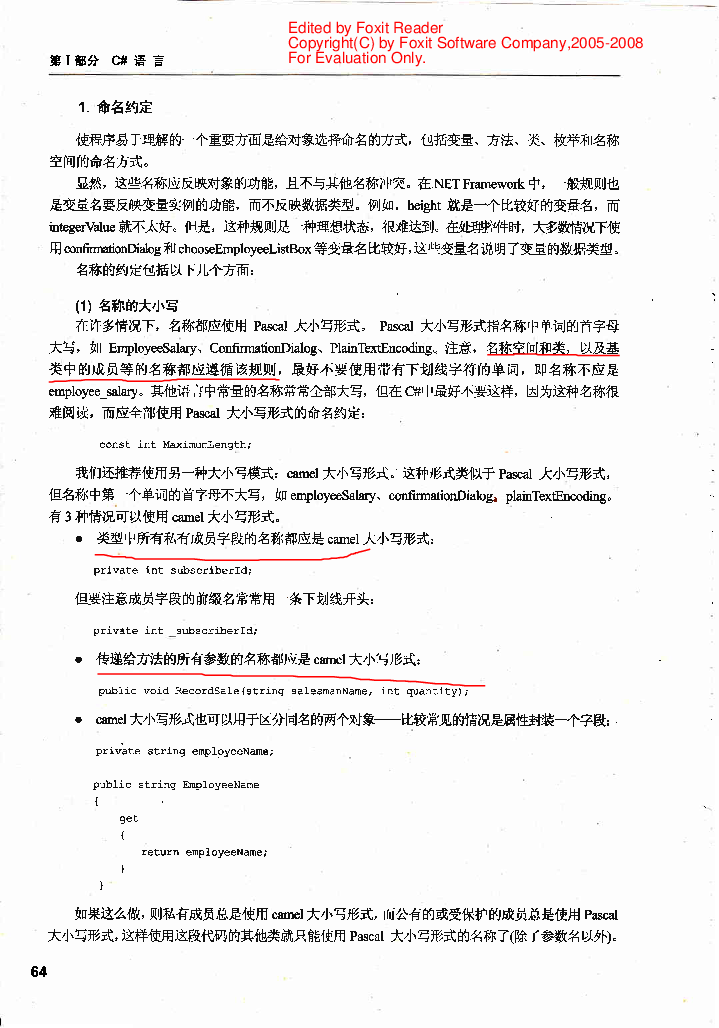 Edited by Foxit Reader
Copyright(C) by Foxit Software Company,2005-2008
For Evaluation Only.
第 I 部分 C# 语 言
1. 命名约定
使程序易于理解的一个重要方面是给对象选择命名的方式，包括变量、方法、类、枚举和名称
空间的命名方式。
显然，这些名称应反映对象的功能，且不与其他名称冲突。在.NET Framework 中，一般规则也
是变量名要反映变量实例的功能，而不反映数据类型。例如，height 就是一个比较好的变量名，而
integerValue 就不太好。但是，这种规则是一种理想状态，很难达到。在处理控件时，大多数情况下使
用 confirmationDialog 和 chooseEmployeeListBox 等变量名比较好，这些变量名说明了变量的数据类型。
名称的约定包括以下几个方面：
(1) 名称的大小写
在许多情况下，名称都应使用 Pascal 大小写形式。 Pascal 大小写形式指名称中单词的首字母
大写，如 EmployeeSalary、ConfirmationDialog、PlainTextEncoding。注意，名称空间和类，以及基
类中的成员等的名称都应遵循该规则，最好不要使用带有下划线字符的单词，即名称不应是
employee_salary。其他语言中常量的名称常常全部大写，但在 C#中最好不要这样，因为这种名称很
难阅读，而应全部使用 Pascal 大小写形式的命名约定：
const int MaximumLength;
我们还推荐使用另一种大小写模式：camel 大小写形式。这种形式类似于 Pascal 大小写形式，
但名称中第一个单词的首字母不大写，如 employeeSalary、confirmationDialog、plainTextEncoding。
有 3 种情况可以使用 camel 大小写形式。
● 类型中所有私有成员字段的名称都应是 camel 大小写形式：
private int subscriberId;
但要注意成员字段的前缀名常常用一条下划线开头：
private int _subscriberId;
● 传递给方法的所有参数的名称都应是 camel 大小写形式：
public void RecordSale(string salesmanName, int quantity);
● camel 大小写形式也可以用于区分同名的两个对象——比较常见的情况是属性封装一个字段：
private string employeeName;
public string EmployeeName
{
get
{
return employeeName;
}
}
如果这么做，则私有成员总是使用 camel 大小写形式，而公有的或受保护的成员总是使用 Pascal
大小写形式，这样使用这段代码的其他类就只能使用 Pascal 大小写形式的名称了(除了参数名以外)。
64